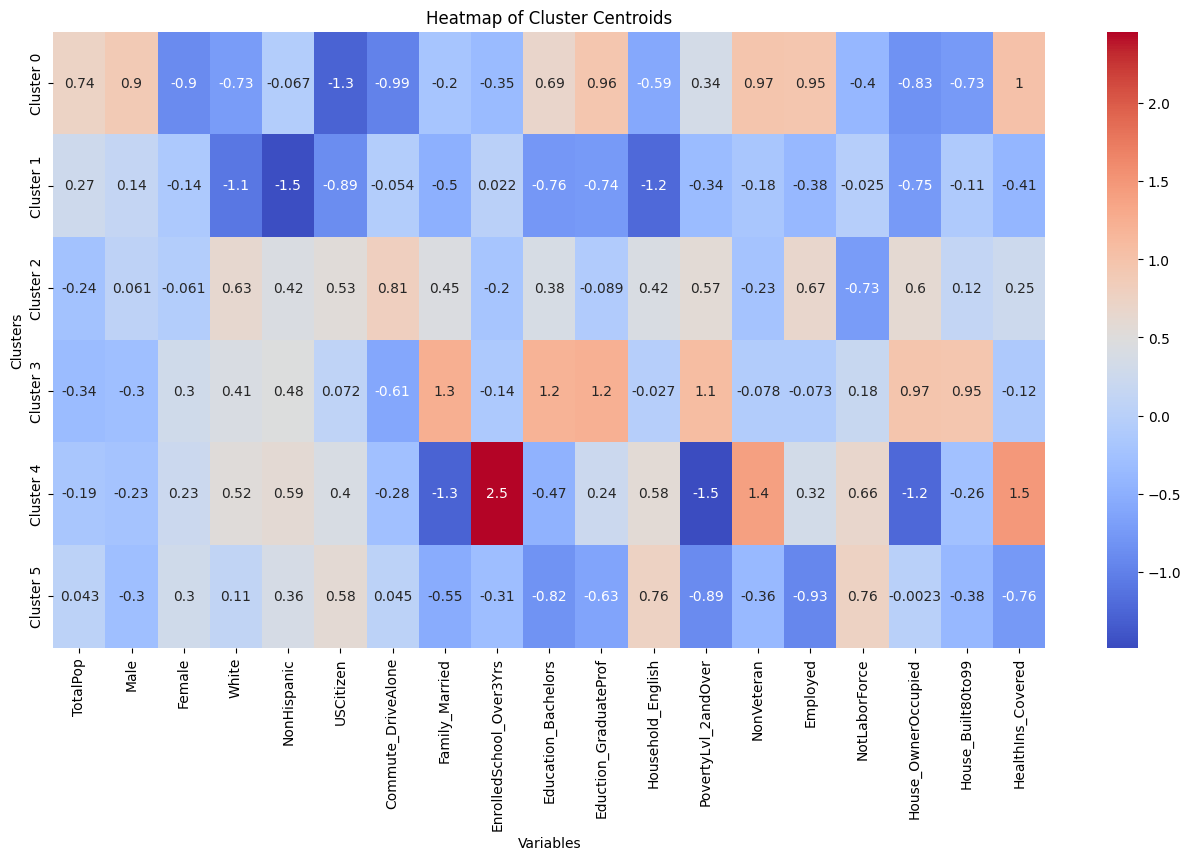 Heatmap of Cluster Centroids
Clusters
Cluster 0 0.74 0.9 -0.9 -0.73 -0.067 -1.3 -0.99 -0.2 -0.35 0.69 0.96 -0.59 0.34 0.97 0.95 -0.4 -0.83 -0.73 1
Cluster 1 0.27 0.14 -0.14 -1.1 -1.5 -0.89 -0.054 -0.5 0.022 -0.76 -0.74 -1.2 -0.34 -0.18 -0.38 -0.025 -0.75 -0.11 -0.41
Cluster 2 -0.24 0.061 -0.061 0.63 0.42 0.53 0.81 0.45 -0.2 0.38 -0.089 0.42 0.57 -0.23 0.67 -0.73 0.6 0.12 0.25
Cluster 3 -0.34 -0.3 0.3 0.41 0.48 0.072 -0.61 1.3 -0.14 1.2 1.2 -0.027 1.1 -0.078 -0.073 0.18 0.97 0.95 -0.12
Cluster 4 -0.19 -0.23 0.23 0.52 0.59 0.4 -0.28 -1.3 2.5 -0.47 0.24 0.58 -1.5 1.4 0.32 0.66 -1.2 -0.26 1.5
Cluster 5 0.043 -0.3 0.3 0.11 0.36 0.58 0.045 -0.55 -0.31 -0.82 -0.63 0.76 -0.89 -0.36 -0.93 0.76 -0.0023 -0.38 -0.76
TotalPop
Male
Female
White
NonHispanic
USCitizen
Commute_DriveAlone
Family_Married
EnrolledSchool_Over3Yrs
Education_Bachelors
Eduction_GraduateProf
Household_English
PovertyLvl_2andOver
NonVeteran
Employed
NotLaborForce
House_OwnerOccupied
House_Built80to99
HealthIns_Covered
Variables
2.0
1.5
1.0
0.5
0.0
−0.5
−1.0